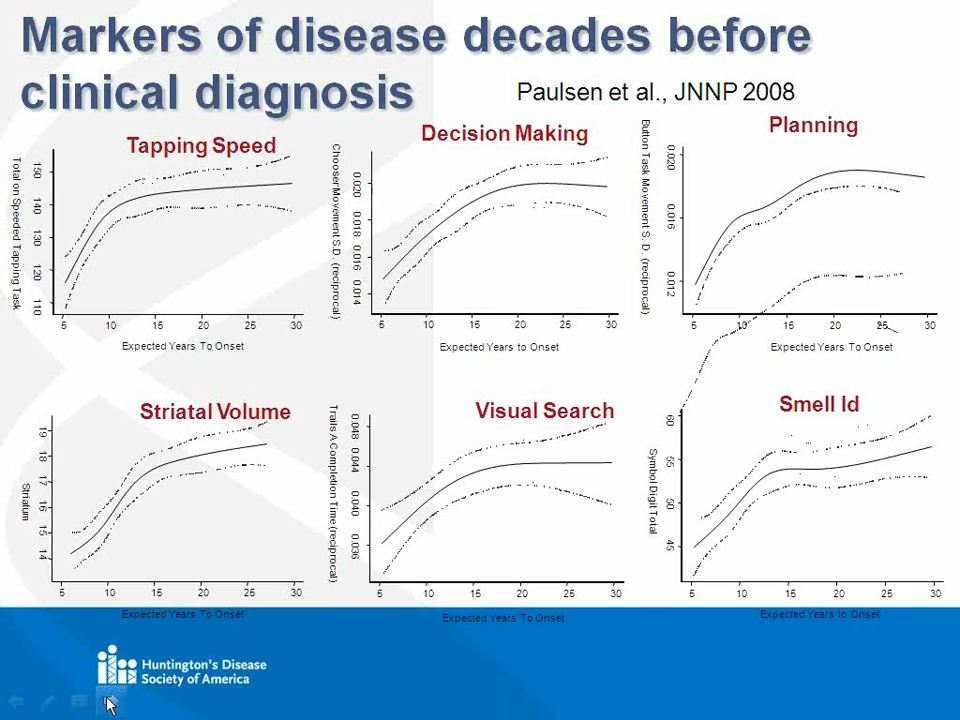 Markers of disease decades before
clinical diagnosis
Paulsen et al., JNNP 2008
Tapping Speed
Total on Speeded Tapping Task
150
140
130
120
110
5 10 15 20 25 30
Expected Years To Onset
Decision Making
Chooser Movement S.D. (reciprocal)
0.020
0.018
0.016
0.014
5 10 15 20 25 30
Expected Years to Onset
Planning
Button Task Movement S. D. (reciprocal)
0.020
0.016
0.012
5 10 15 20 25 30
Expected Years To Onset
Striatal Volume
Striatum
19
18
17
16
15
14
5 10 15 20 25 30
Expected Years To Onset
Visual Search
Trails A Completion Time (reciprocal)
0.048
0.044
0.040
0.036
5 10 15 20 25 30
Expected Years To Onset
Smell Id
Symbol Digit Total
60
55
50
45
5 10 15 20 25 30
Expected Years to Onset
Huntington's Disease
Society of America